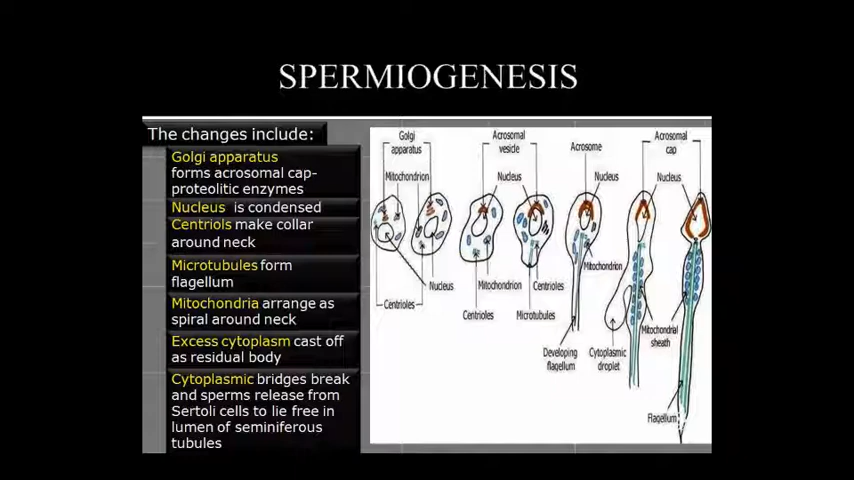 SPERMIOGENESIS
The changes include:
Golgi apparatus
forms acrosomal cap-
proteolitic enzymes
Nucleus is condensed
Centriols make collar
around neck
Microtubules form
flagellum
Mitochondria arrange as
spiral around neck
Excess cytoplasm cast off
as residual body
Cytoplasmic bridges break
and sperms release from
Sertoli cells to lie free in
lumen of seminiferous
tubules
Golgi
apparatus
Mitochondrion
Nucleus
Centrioles
Acrosomal
vesicle
Nucleus
Mitochondrion
Centrioles
Centrioles
Microtubules
Acrosome
Nucleus
Mitochondrion
Developing
flagellum
Acrosomal
cap
Nucleus
Cytoplasmic
droplet
Mitochondrial
sheath
Flagellum